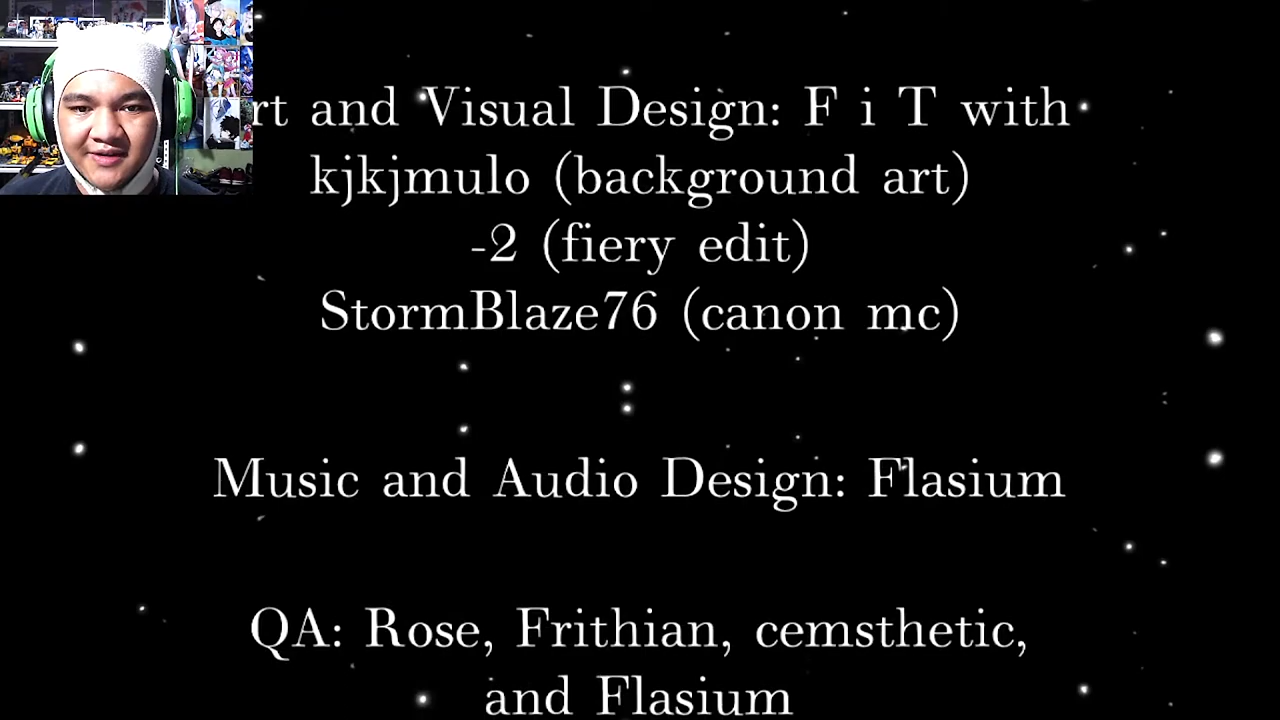 rt and Visual Design: F i T with
kjkjmulo (background art)
-2 (fiery edit)
StormBlaze76 (canon mc)
Music and Audio Design: Flasium
QA: Rose, Frithian, cemsthetic,
and Flasium